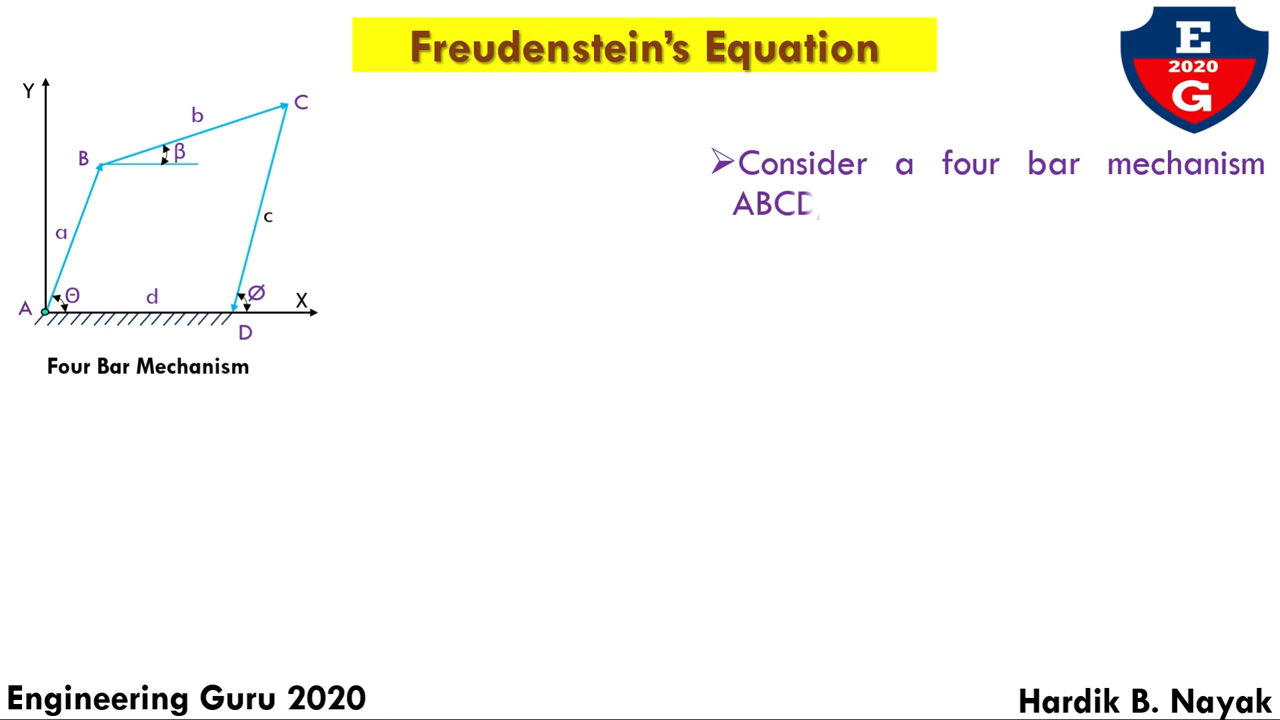 Freudenstein's Equation
E
2020
G
Y
b
C
B
β
➢Consider a four bar mechanism
ABCD,
a
c
A
Θ
d
Ø
X
D
Four Bar Mechanism
Engineering Guru 2020
Hardik B. Nayak